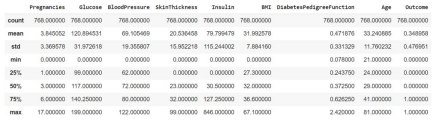 Pregnancies Glucose BloodPressure SkinThickness Insulin BMI DiabetesPedigreeFunction Age Outcome
count 768.000000 768.000000 768.000000 768.000000 768.000000 768.000000 768.000000 768.000000 768.000000
mean 3.845052 120.894531 69.105469 20.536458 79.799479 31.992578 0.471876 33.240885 0.348958
std 3.369578 31.972618 19.355807 15.952218 115.244002 7.884160 0.331329 11.760232 0.476951
min 0.000000 0.000000 0.000000 0.000000 0.000000 0.000000 0.078000 21.000000 0.000000
25% 1.000000 99.000000 62.000000 0.000000 0.000000 27.300000 0.243750 24.000000 0.000000
50% 3.000000 117.000000 72.000000 23.000000 30.500000 32.000000 0.372500 29.000000 0.000000
75% 6.000000 140.250000 80.000000 32.000000 127.250000 36.600000 0.626250 41.000000 1.000000
max 17.000000 199.000000 122.000000 99.000000 846.000000 67.100000 2.420000 81.000000 1.000000